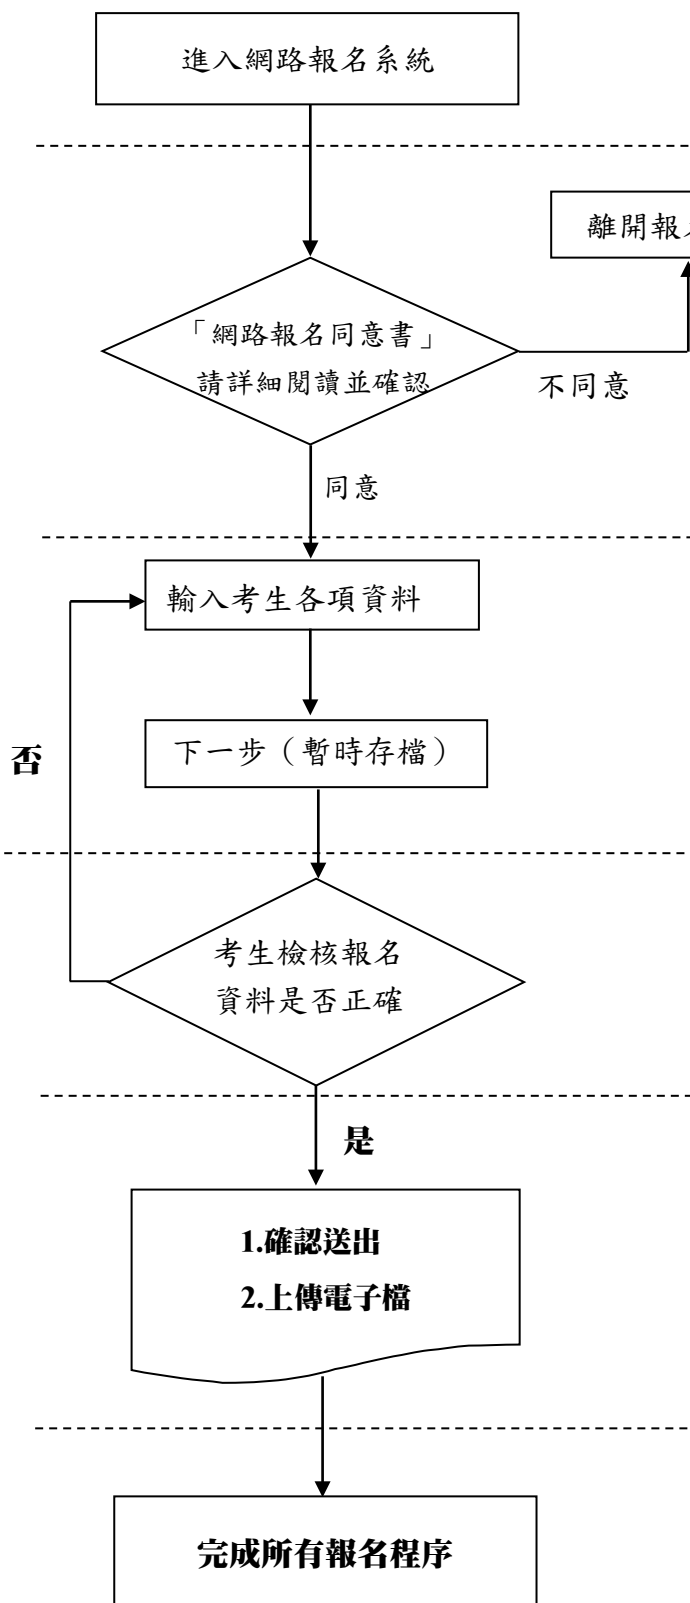 進入網路報名系統
離開報
「網路報名同意書」
請詳細閱讀並確認
不同意
同意
輸入考生各項資料
下一步（暫時存檔）
否
考生檢核報名
資料是否正確
是
1.確認送出
2.上傳電子檔
完成所有報名程序